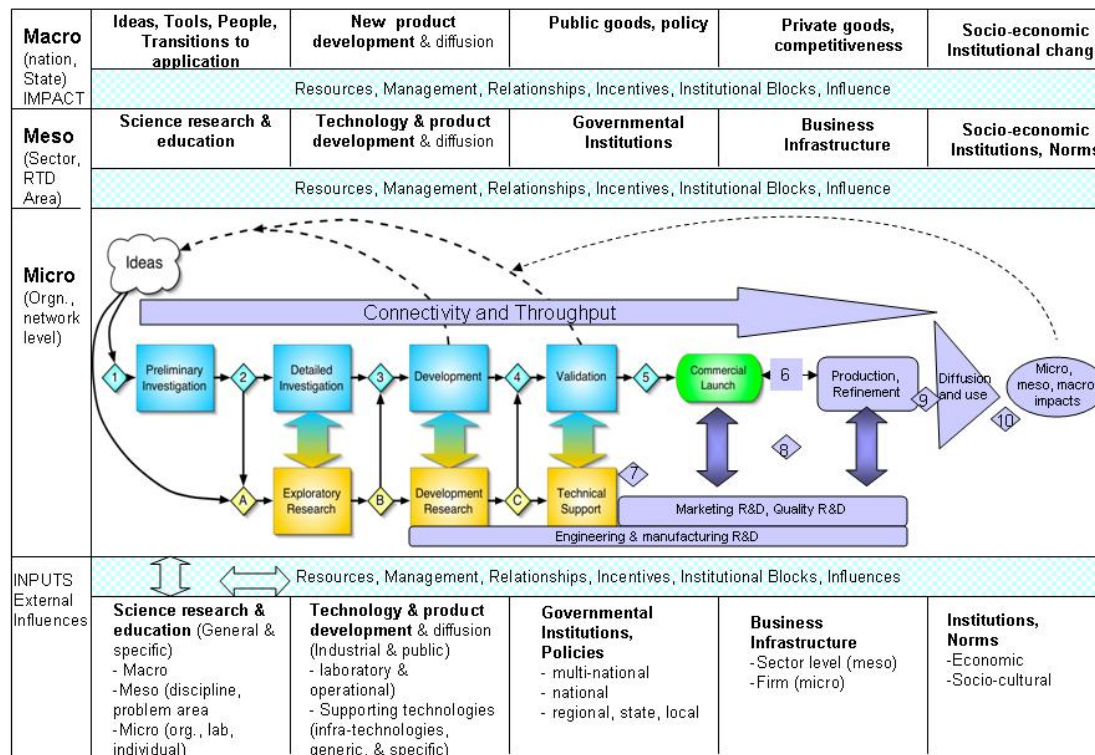 Macro
(nation,
State)
IMPACT
Ideas, Tools, People,
Transitions to
application
New product
development & diffusion
Public goods, policy
Private goods,
competitiveness
Socio-economic
Institutional chang
Resources, Management, Relationships, Incentives, Institutional Blocks, Influence
Meso
(Sector,
RTD
Area)
Science research &
education
Technology & product
development & diffusion
Governmental
Institutions
Business
Infrastructure
Socio-economic
Institutions, Norms
Resources, Management, Relationships, Incentives, Institutional Blocks, Influence
Micro
(Orgn.,
network
level)
Ideas
Connectivity and Throughput
1
Preliminary
Investigation
2
Detailed
Investigation
3
Development
4
Validation
5
Commercial
Launch
6
Production,
Refinement
9
Diffusion
and use
10
Micro,
meso, macro
impacts
8
A
Exploratory
Research
B
Development
Research
C
Technical
Support
7
Marketing R&D, Quality R&D
Engineering & manufacturing R&D
INPUTS
External
Influences
Resources, Management, Relationships, Incentives, Institutional Blocks, Influences
Science research &
education (General &
specific)
- Macro
-Meso (discipline,
problem area
-Micro (org., lab,
individual)
Technology & product
development & diffusion
(Industrial & public)
- laboratory &
operational)
- Supporting technologies
(infra-technologies,
generic, & specific)
Governmental
Institutions,
Policies
- multi-national
- national
- regional, state, local
Business
Infrastructure
-Sector level (meso)
-Firm (micro)
Institutions,
Norms
-Economic
-Socio-cultural